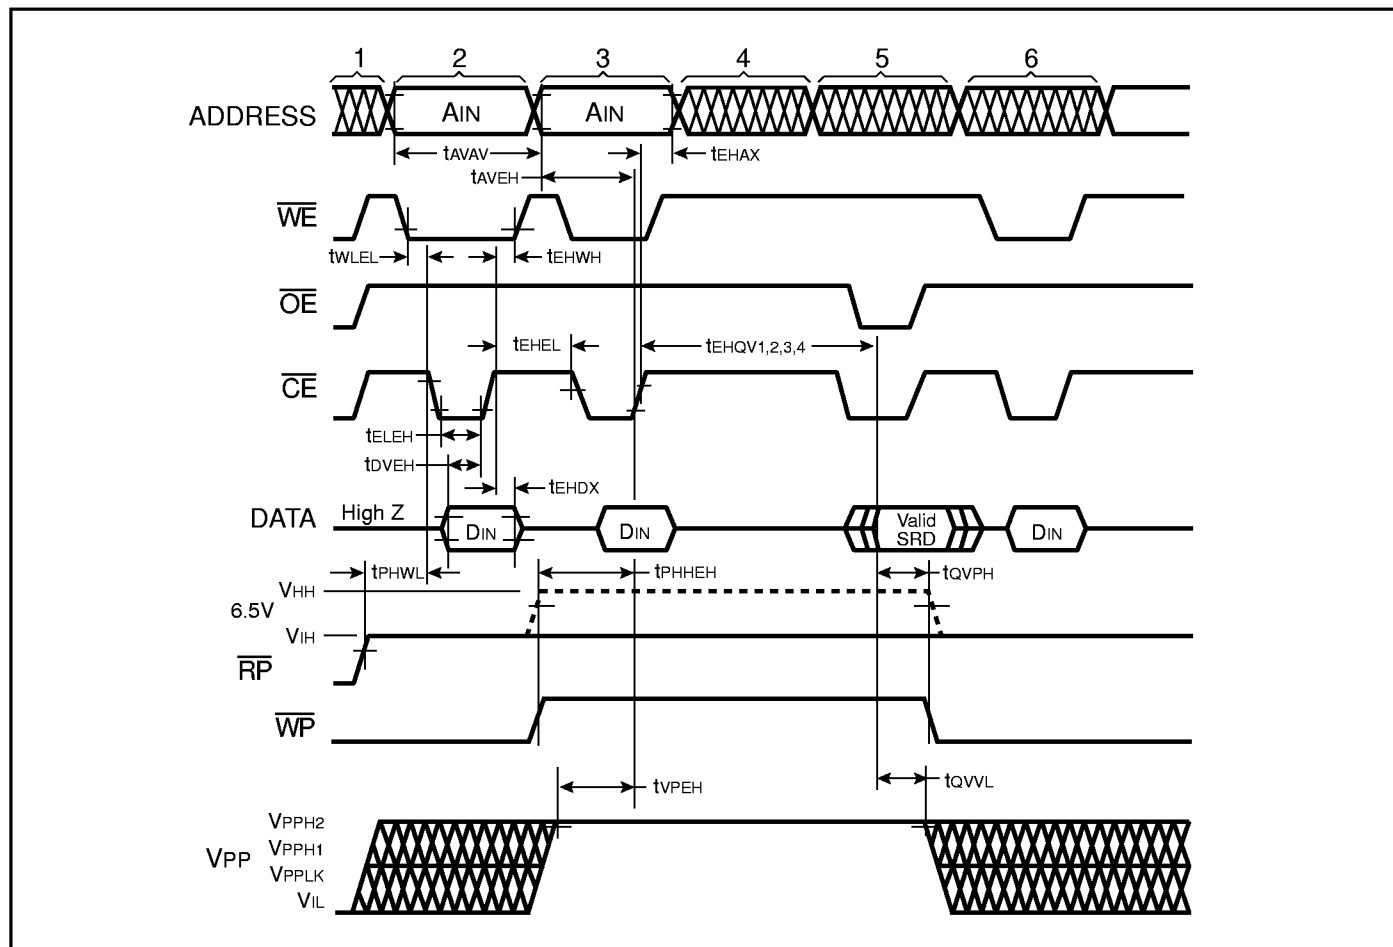 1 2 3 4 5 6
ADDRESS AIN AIN
tAVAV tEHAX
tAVEH
WE
tWLEL tEHWH
OE
tEHEL tEHQV1,2,3,4
CE
tELEH
tDVEH
tEHDX
DATA High Z DIN DIN Valid SRD DIN
tPHWL tPHHEH tQVPH
VHH
6.5V
VIH
RP
WP
tVPEH tQVVL
VPPH2
VPP VPPH1
VPPLK
VIL